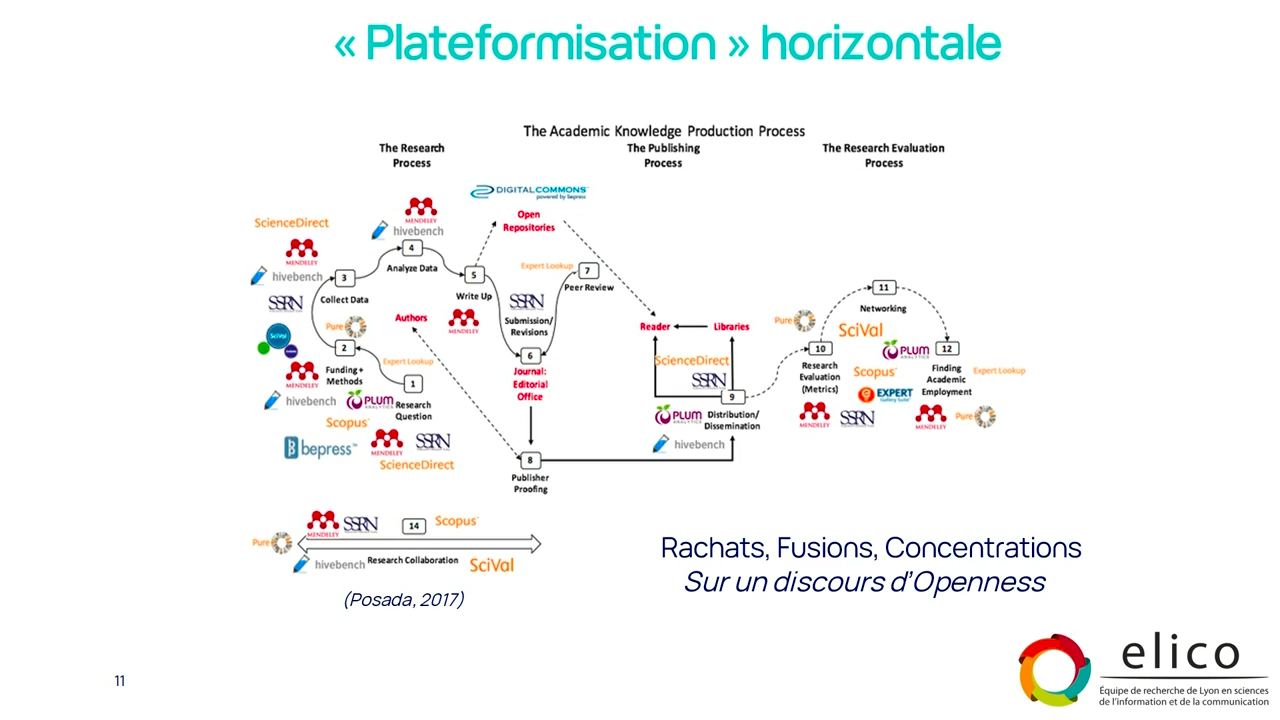 « Plateformisation » horizontale
The Academic Knowledge Production Process
The Research
Process
The Publishing
Process
The Research Evaluation
Process
DIGITALCOMMONS™
powered by bepress
Open
Repositories
ScienceDirect
MENDELEY
hivebench
MENDELEY
hivebench
4
Analyze Data
3
Collect Data
5
Write Up
MENDELEY
Expert Lookup
7
Peer Review
SSRN
Submission/
Revisions
6
Journal:
Editorial
Office
SSRN
Pure
SciVal
2
Funding+
Methods
MENDELEY
hivebench
Authors
Expert Lookup
1
Research
Question
PLUM
ANALYTICS
Scopus
bepress™
MENDELEY
SSRN
ScienceDirect
8
Publisher
Proofing
Reader
Libraries
ScienceDirect
SSRN
9
Distribution/
Dissemination
PLUM
ANALYTICS
hivebench
11
Networking
Pure
SciVal
10
Research
Evaluation
(Metrics)
PLUM
ANALYTICS
Scopus
EXPERT
Gallery Suite
MENDELEY
SSRN
12
Finding
Academic
Employment
Expert Lookup
MENDELEY
Pure
MENDELEY
SSRN
14
Scopus
Pure
hivebench
Research Collaboration
SciVal
(Posada, 2017)
Rachats, Fusions, Concentrations
Sur un discours d’Openness
11
elico
Équipe de recherche de Lyon en sciences
de l'information et de la communication